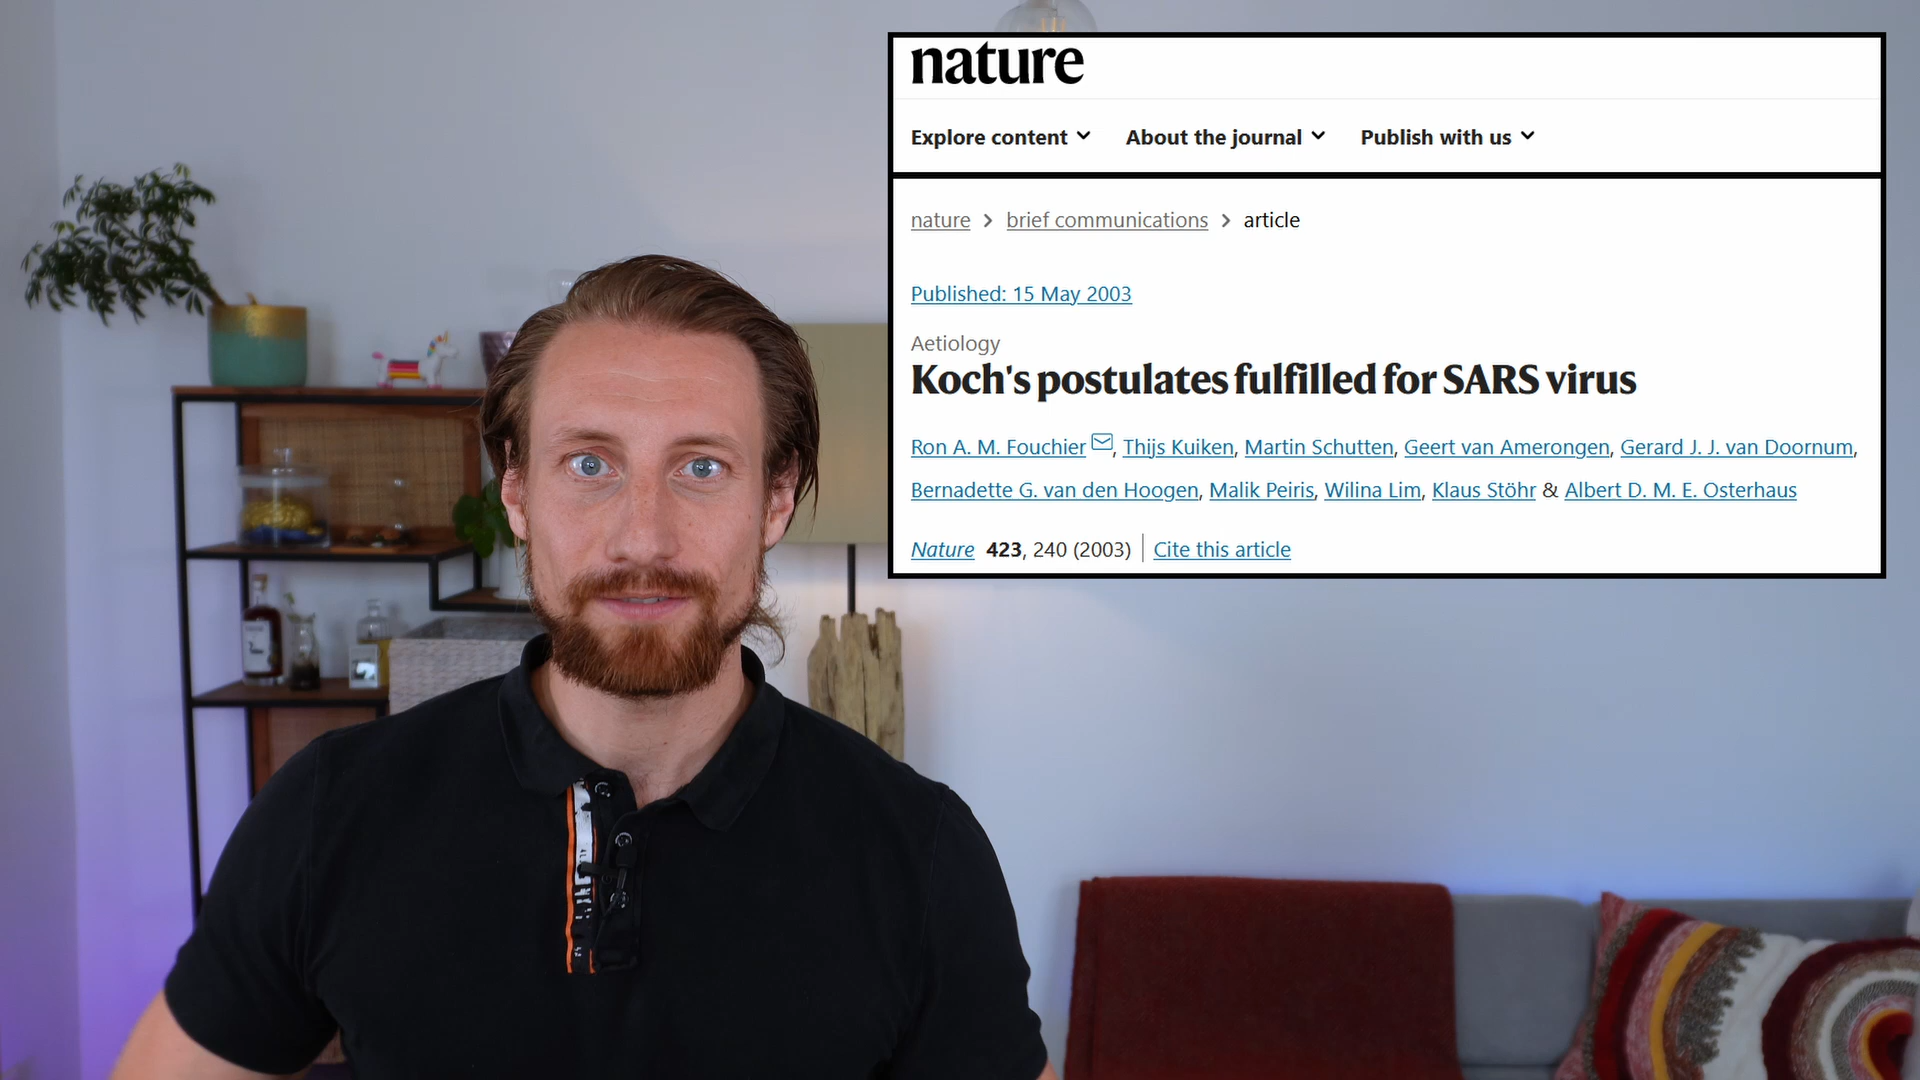 nature
Explore content About the journal Publish with us
nature > brief communications > article
Published: 15 May 2003
Aetiology
Koch's postulates fulfilled for SARS virus
Ron A. M. Fouchier, Thijs Kuiken, Martin Schutten, Geert van Amerongen, Gerard J. J. van Doornum,
Bernadette G. van den Hoogen, Malik Peiris, Wilina Lim, Klaus Stöhr & Albert D. M. E. Osterhaus
Nature 423, 240 (2003) | Cite this article